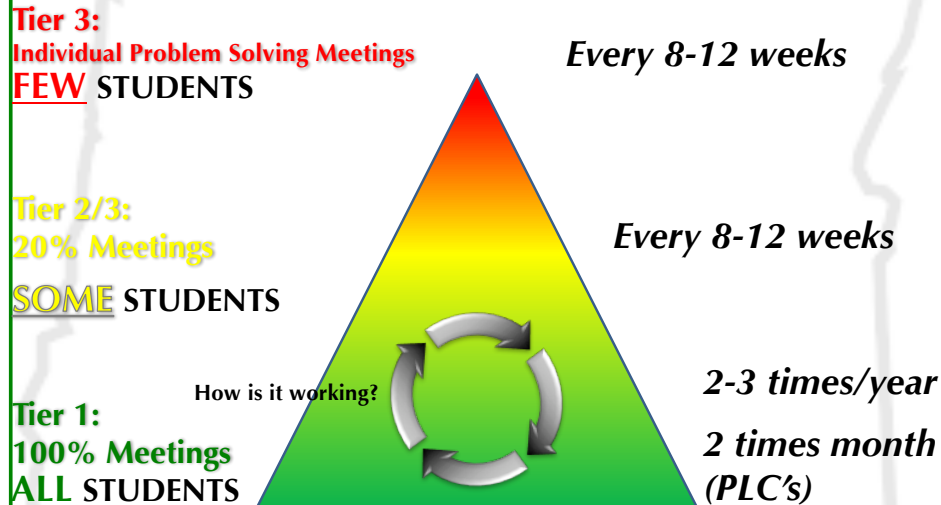 Tier 3:
Individual Problem Solving Meetings
FEW STUDENTS
Every 8-12 weeks
Tier 2/3:
20% Meetings
SOME STUDENTS
Every 8-12 weeks
How is it working?
Tier 1:
100% Meetings
ALL STUDENTS
2-3 times/year
2 times month
(PLC’s)